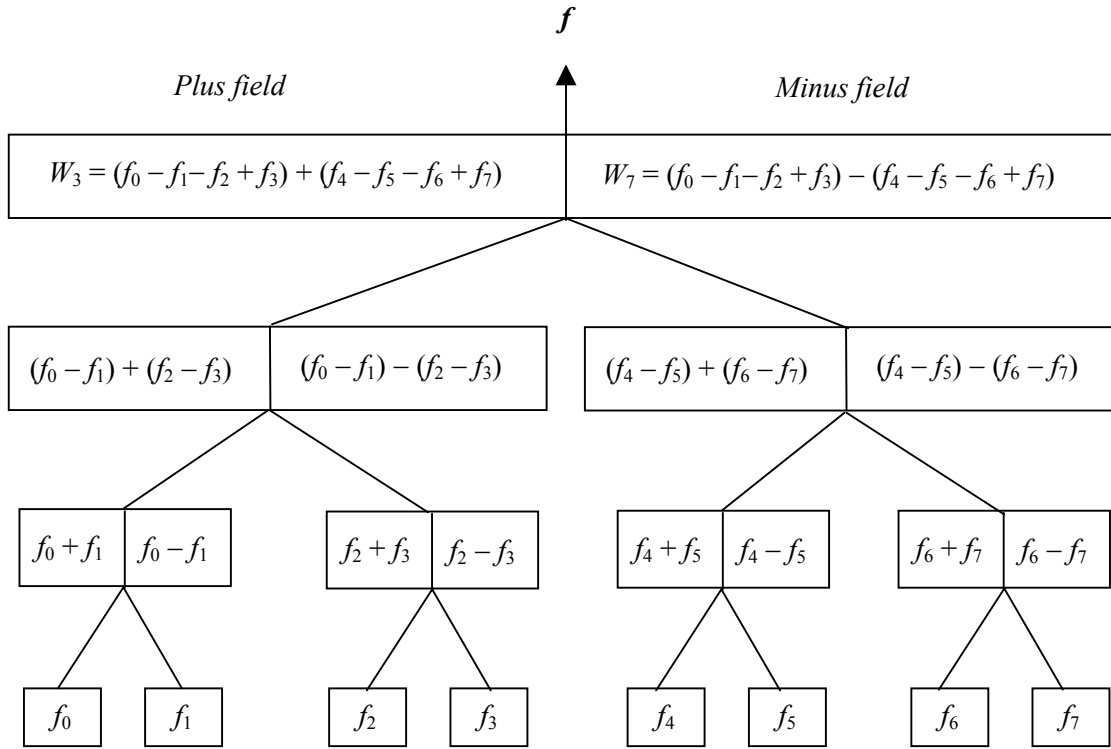 f
Plus field Minus field
W₃ = (f₀ – f₁– f₂ + f₃) + (f₄ – f₅ – f₆ + f₇) W₇ = (f₀ – f₁– f₂ + f₃) – (f₄ – f₅ – f₆ + f₇)
(f₀ – f₁) + (f₂ – f₃) (f₀ – f₁) – (f₂ – f₃) (f₄ – f₅) + (f₆ – f₇) (f₄ – f₅) – (f₆ – f₇)
f₀ + f₁ f₀ – f₁ f₂ + f₃ f₂ – f₃ f₄ + f₅ f₄ – f₅ f₆ + f₇ f₆ – f₇
f₀ f₁ f₂ f₃ f₄ f₅ f₆ f₇